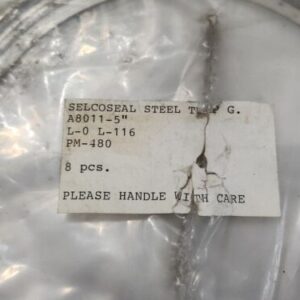 SELCOSEAL STEEL G.
A8011-5"
L-0 L-116
PM-480
8 pcs.
PLEASE HANDLE WITH CARE